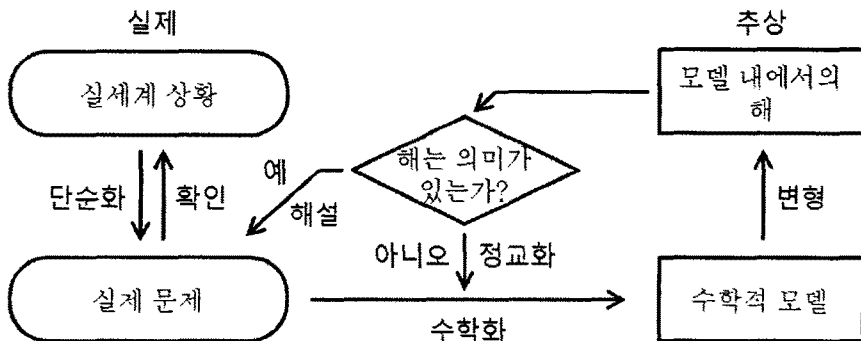 실제
추상
실세계 상황
모델 내에서의
해
해는 의미가
있는가?
예
해설
단순화
확인
변형
아니오
정교화
실제 문제
수학화
수학적 모델